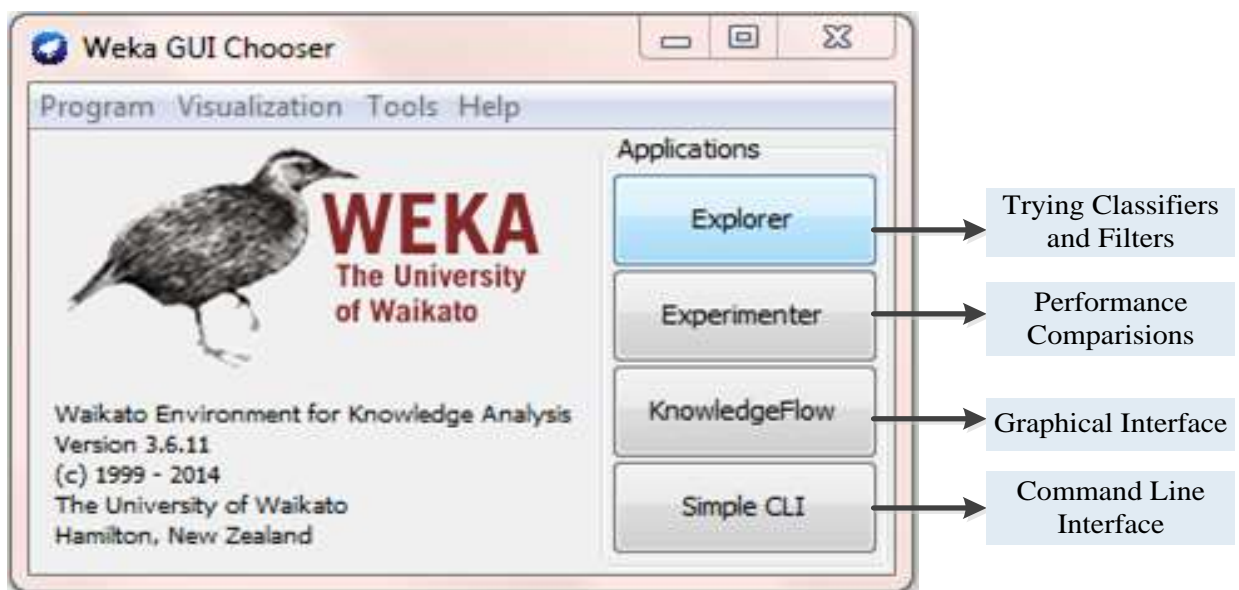 Weka GUI Chooser
Program Visualization Tools Help
WEKA
The University
of Waikato
Waikato Environment for Knowledge Analysis
Version 3.6.11
(c) 1999 - 2014
The University of Waikato
Hamilton, New Zealand
Applications
Explorer
Experimenter
KnowledgeFlow
Simple CLI
Trying Classifiers
and Filters
Performance
Comparisions
Graphical Interface
Command Line
Interface